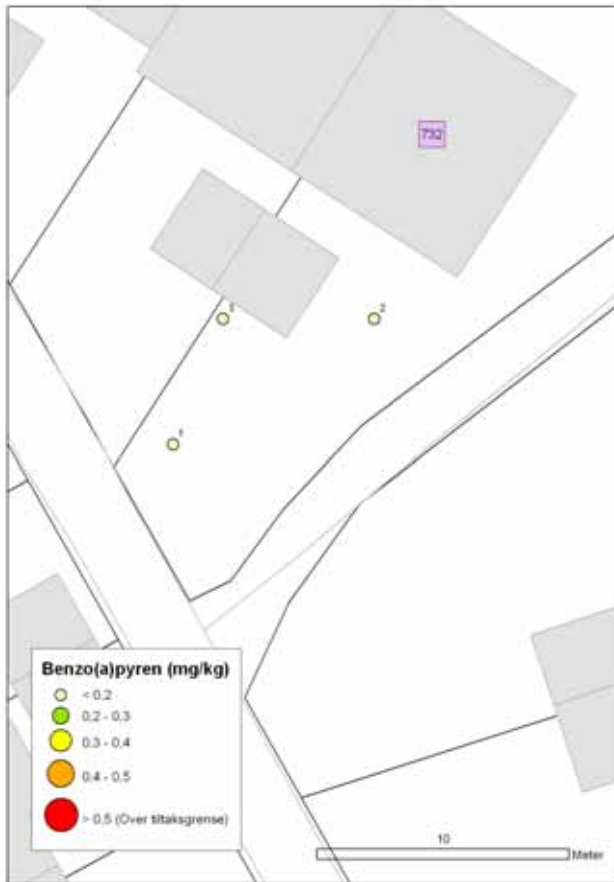 732
3
2
1
Benzo(a)pyren (mg/kg)
< 0.2
0.2 - 0.3
0.3 - 0.4
0.4 - 0.5
> 0.5 (Over tiltaksgrense)
10
Meter